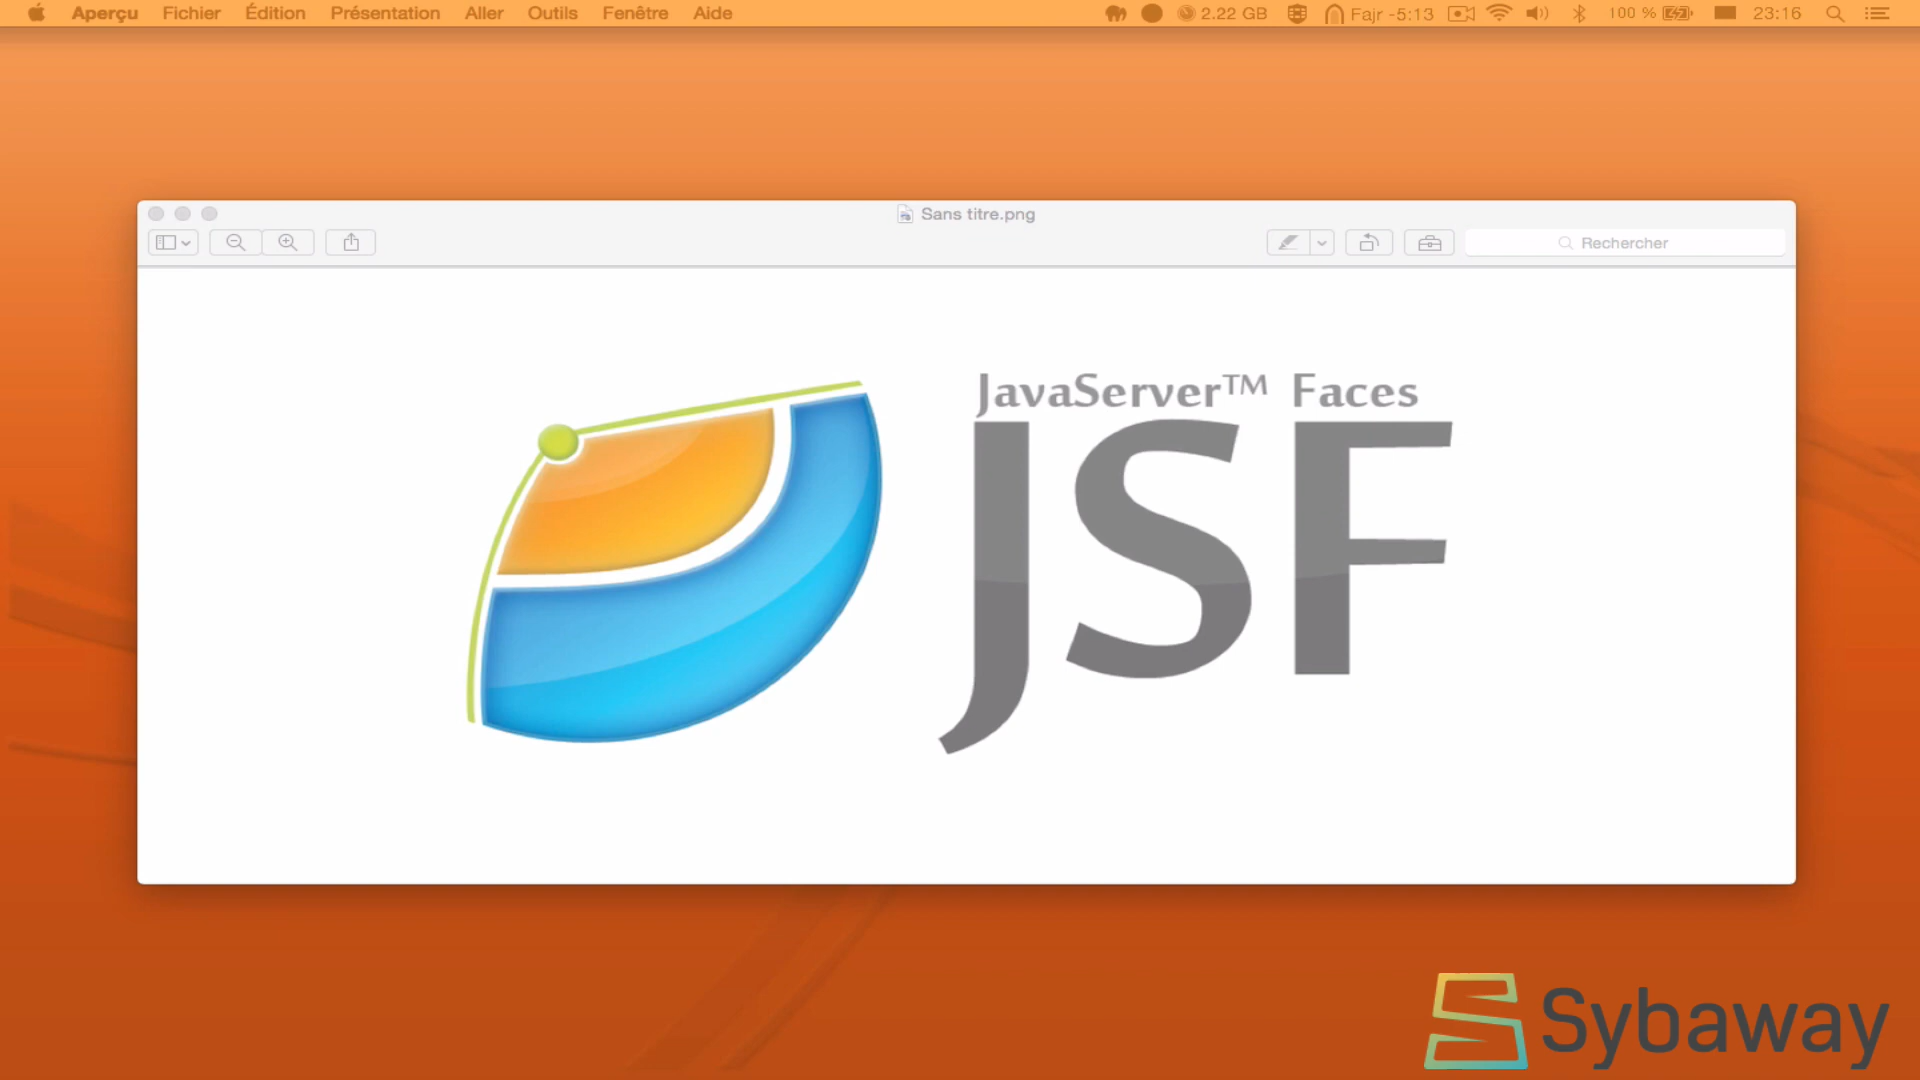 Aperçu Fichier Édition Présentation Aller Outils Fenêtre Aide 2.22 GB Fajr -5:13 100 % 23:16
Sans titre.png
Rechercher
JavaServer™ Faces
JSF
Sybaway